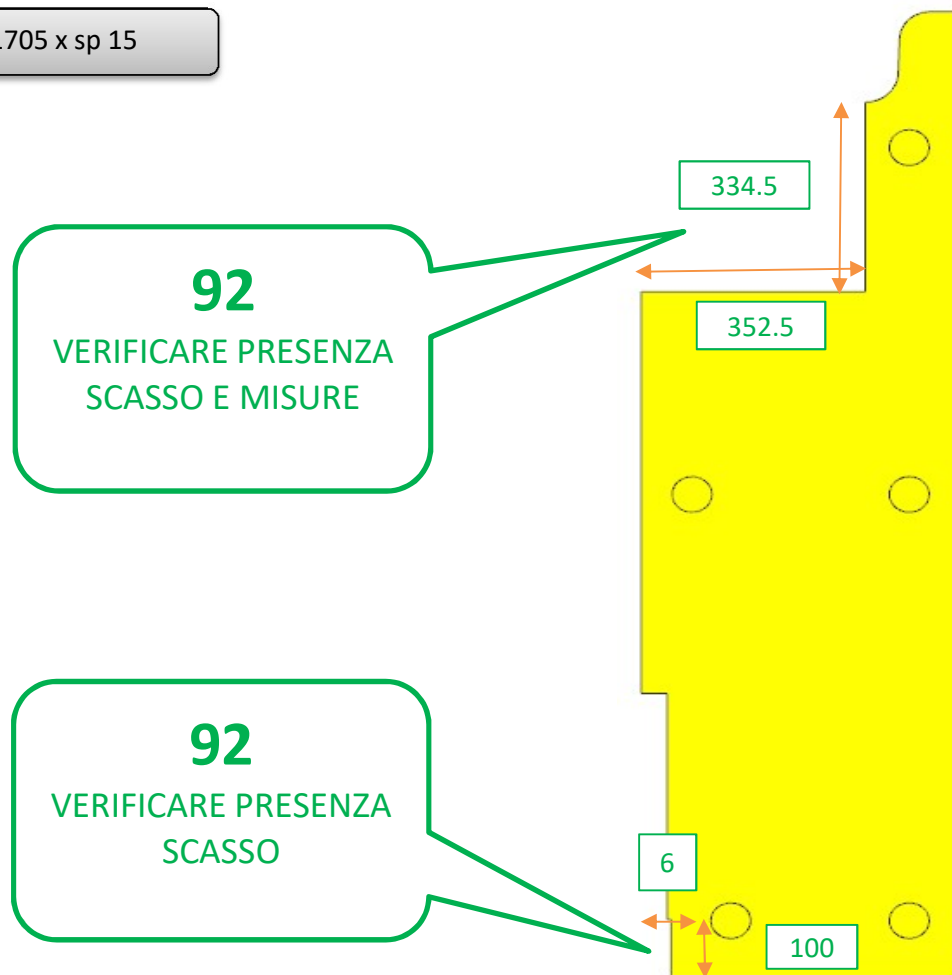 1705 x sp 15
334.5
92
VERIFICARE PRESENZA
SCASSO E MISURE
352.5
92
VERIFICARE PRESENZA
SCASSO
6
100